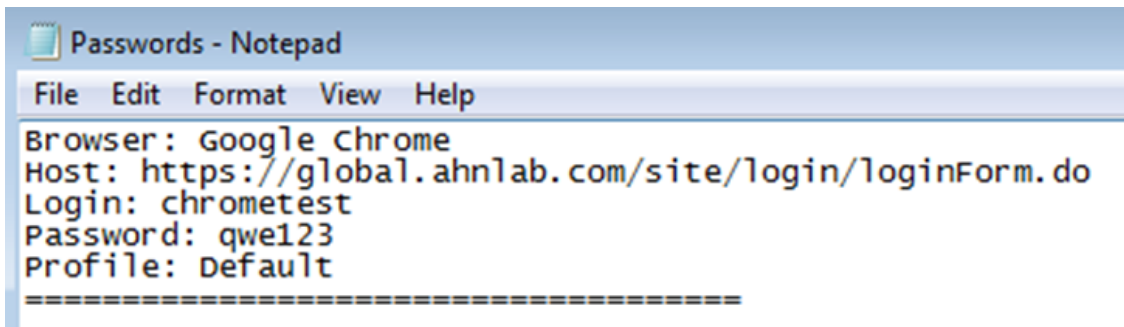 Passwords - Notepad
File Edit Format View Help
Browser: Google Chrome
Host: https://global.ahnlab.com/site/login/loginForm.do
Login: chrometest
Password: qwe123
Profile: Default
=====================================